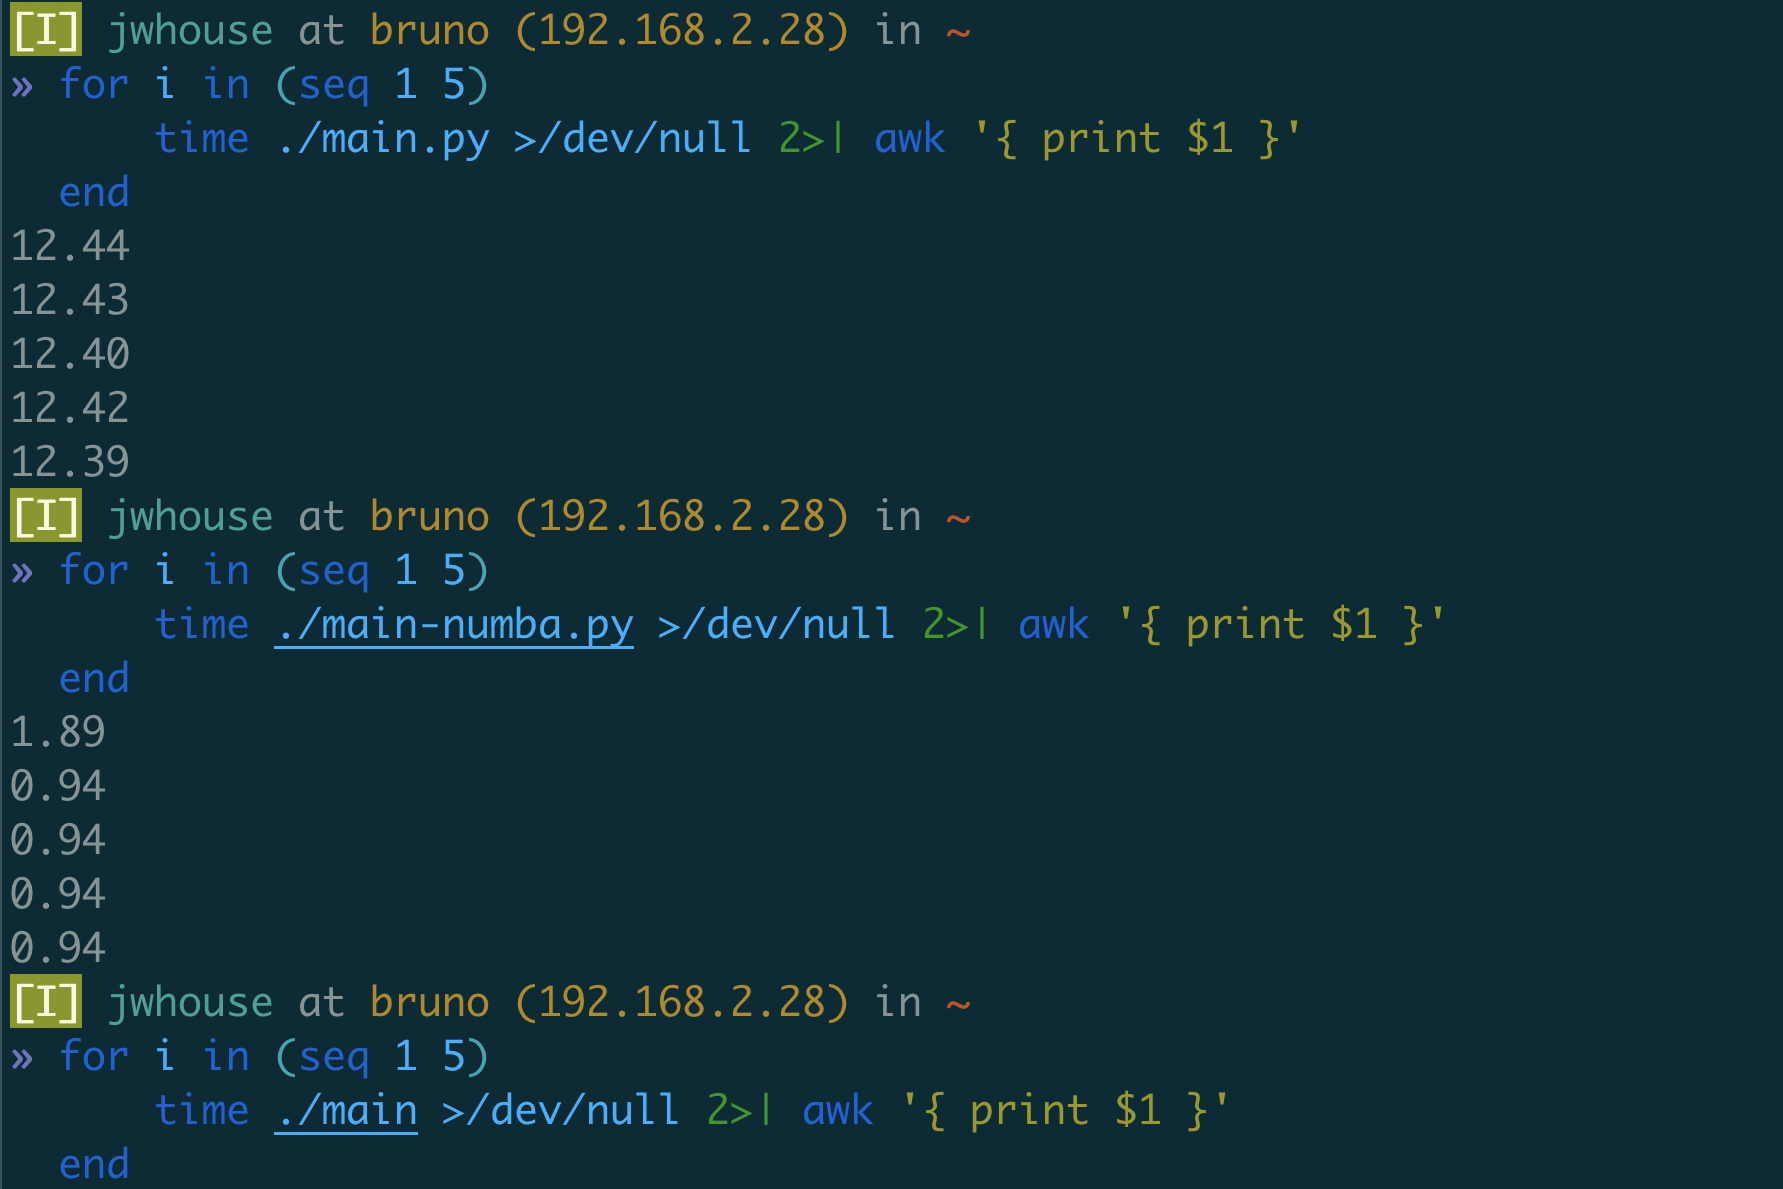 [I] jwhouse at bruno (192.168.2.28) in ~
» for i in (seq 1 5)
time ./main.py >/dev/null 2>| awk '{ print $1 }'
end
12.44
12.43
12.40
12.42
12.39
[I] jwhouse at bruno (192.168.2.28) in ~
» for i in (seq 1 5)
time ./main-numba.py >/dev/null 2>| awk '{ print $1 }'
end
1.89
0.94
0.94
0.94
0.94
[I] jwhouse at bruno (192.168.2.28) in ~
» for i in (seq 1 5)
time ./main >/dev/null 2>| awk '{ print $1 }'
end